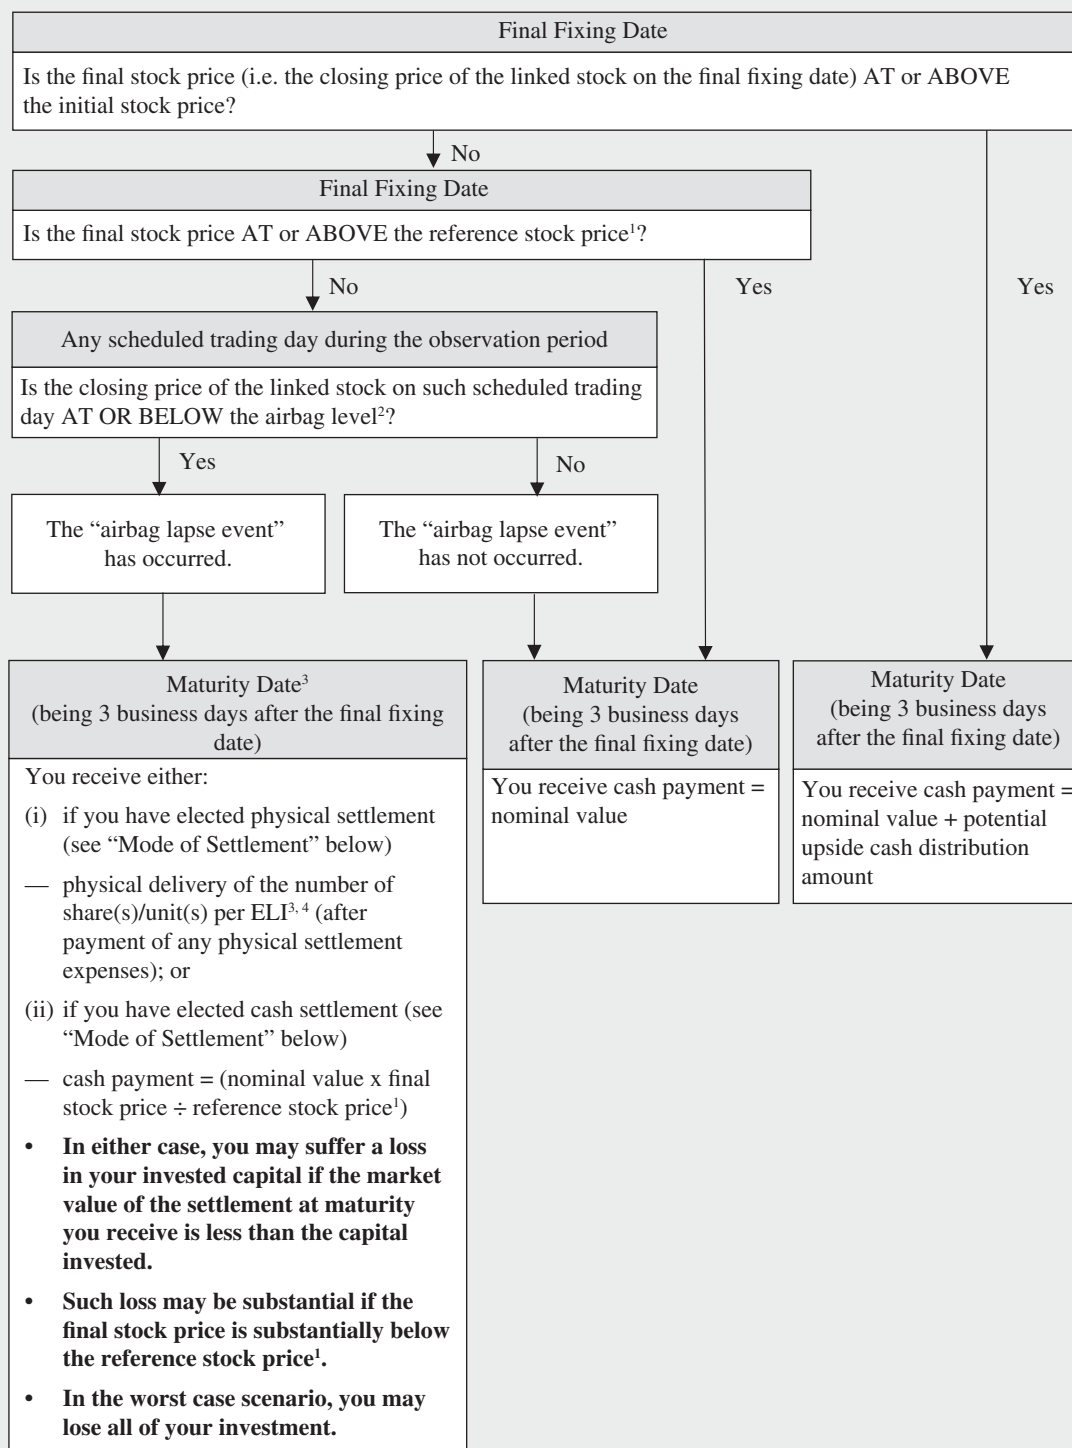 Final Fixing Date
Is the final stock price (i.e. the closing price of the linked stock on the final fixing date) AT or ABOVE
the initial stock price?
No
Final Fixing Date
Is the final stock price AT or ABOVE the reference stock price¹?
No
Yes
Yes
Any scheduled trading day during the observation period
Is the closing price of the linked stock on such scheduled trading
day AT OR BELOW the airbag level²?
Yes
No
The “airbag lapse event”
has occurred.
The “airbag lapse event”
has not occurred.
Maturity Date³
(being 3 business days after the final fixing
date)
You receive either:
(i) if you have elected physical settlement
(see “Mode of Settlement” below)
— physical delivery of the number of
share(s)/unit(s) per ELI³, ⁴ (after
payment of any physical settlement
expenses); or
(ii) if you have elected cash settlement (see
“Mode of Settlement” below)
— cash payment = (nominal value x final
stock price ÷ reference stock price¹)
• In either case, you may suffer a loss
in your invested capital if the market
value of the settlement at maturity
you receive is less than the capital
invested.
• Such loss may be substantial if the
final stock price is substantially below
the reference stock price¹.
• In the worst case scenario, you may
lose all of your investment.
Maturity Date
(being 3 business days
after the final fixing date)
You receive cash payment =
nominal value
Maturity Date
(being 3 business days
after the final fixing date)
You receive cash payment =
nominal value + potential
upside cash distribution
amount